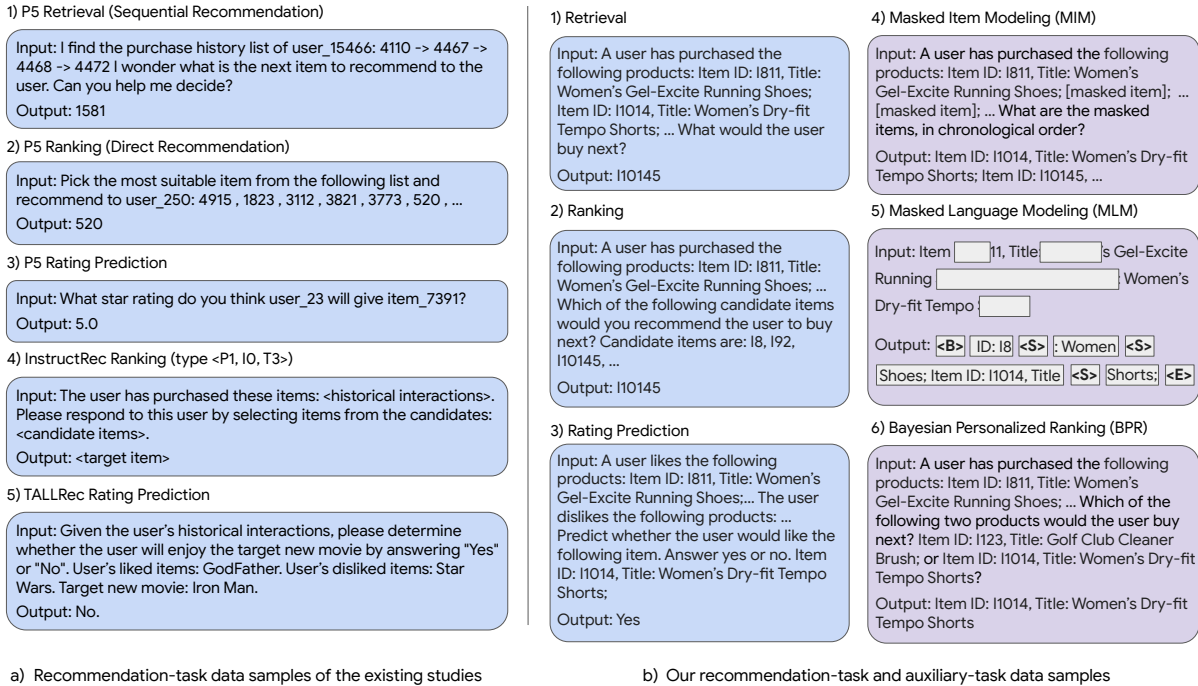 1) P5 Retrieval (Sequential Recommendation)
Input: I find the purchase history list of user_15466: 4110 -> 4467 ->
4468 -> 4472 I wonder what is the next item to recommend to the
user. Can you help me decide?
Output: 1581
2) P5 Ranking (Direct Recommendation)
Input: Pick the most suitable item from the following list and
recommend to user_250: 4915 , 1823 , 3112 , 3821 , 3773 , 520 , ...
Output: 520
3) P5 Rating Prediction
Input: What star rating do you think user_23 will give item_7391?
Output: 5.0
4) InstructRec Ranking (type <P1, I0, T3>)
Input: The user has purchased these items: <historical interactions>.
Please respond to this user by selecting items from the candidates:
<candidate items>.
Output: <target item>
5) TALLRec Rating Prediction
Input: Given the user's historical interactions, please determine
whether the user will enjoy the target new movie by answering "Yes"
or "No". User's liked items: GodFather. User's disliked items: Star
Wars. Target new movie: Iron Man.
Output: No.
a) Recommendation-task data samples of the existing studies
1) Retrieval
Input: A user has purchased the
following products: Item ID: I811, Title:
Women's Gel-Excite Running Shoes;
Item ID: I1014, Title: Women's Dry-fit
Tempo Shorts; ... What would the user
buy next?
Output: I10145
2) Ranking
Input: A user has purchased the
following products: Item ID: I811, Title:
Women's Gel-Excite Running Shoes; ...
Which of the following candidate items
would you recommend the user to buy
next? Candidate items are: I8, I92,
I10145, ...
Output: I10145
3) Rating Prediction
Input: A user likes the following
products: Item ID: I811, Title: Women's
Gel-Excite Running Shoes;... The user
dislikes the following products: ...
Predict whether the user would like the
following item. Answer yes or no. Item
ID: I1014, Title: Women's Dry-fit Tempo
Shorts;
Output: Yes
4) Masked Item Modeling (MIM)
Input: A user has purchased the following
products: Item ID: I811, Title: Women's
Gel-Excite Running Shoes; [masked item]; ...
[masked item]; ... What are the masked
items, in chronological order?
Output: Item ID: I1014, Title: Women's Dry-fit
Tempo Shorts; Item ID: I10145, ...
5) Masked Language Modeling (MLM)
Input: Item 11, Title 's Gel-Excite
Running ; Women's
Dry-fit Tempo
Output: <B> ID: I8 <S> : Women <S>
Shoes; Item ID: I1014, Title <S> Shorts; <E>
6) Bayesian Personalized Ranking (BPR)
Input: A user has purchased the following
products: Item ID: I811, Title: Women's
Gel-Excite Running Shoes; ... Which of the
following two products would the user buy
next? Item ID: I123, Title: Golf Club Cleaner
Brush; or Item ID: I1014, Title: Women's Dry-fit
Tempo Shorts?
Output: Item ID: I1014, Title: Women's Dry-fit
Tempo Shorts
b) Our recommendation-task and auxiliary-task data samples